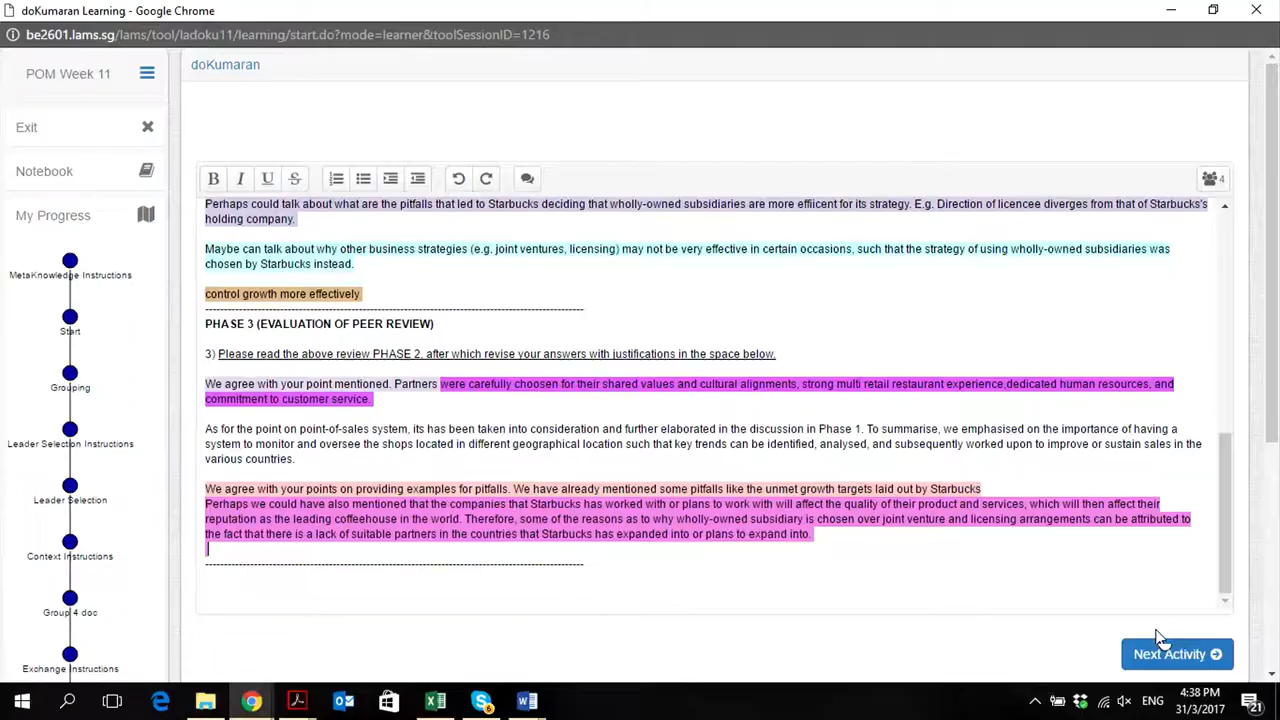 doKumaran Learning - Google Chrome
be2601.lams.sg/lams/tool/ladoku11/learning/start.do?mode=learner&toolSessionID=1216
POM Week 11
doKumaran
Exit
Notebook
My Progress
MetaKnowledge Instructions
Start
Grouping
Leader Selection Instructions
Leader Selection
Context Instructions
Group 4 doc
Exchange Instructions
B I U S
4
Perhaps could talk about what are the pitfalls that led to Starbucks deciding that wholly-owned subsidiaries are more effiicent for its strategy. E.g. Direction of licencee diverges from that of Starbucks's
holding company.
Maybe can talk about why other business strategies (e.g. joint ventures, licensing) may not be very effective in certain occasions, such that the strategy of using wholly-owned subsidiaries was
chosen by Starbucks instead.
control growth more effectively
--------------------------------------------------------------------------------------------------
PHASE 3 (EVALUATION OF PEER REVIEW)
3) Please read the above review PHASE 2, after which revise your answers with justifications in the space below.
We agree with your point mentioned. Partners were carefully choosen for their shared values and cultural alignments, strong multi retail restaurant experience,dedicated human resources, and
commitment to customer service.
As for the point on point-of-sales system, its has been taken into consideration and further elaborated in the discussion in Phase 1. To summarise, we emphasised on the importance of having a
system to monitor and oversee the shops located in different geographical location such that key trends can be identified, analysed, and subsequently worked upon to improve or sustain sales in the
various countries.
We agree with your points on providing examples for pitfalls. We have already mentioned some pitfalls like the unmet growth targets laid out by Starbucks
Perhaps we could have also mentioned that the companies that Starbucks has worked with or plans to work with will affect the quality of their product and services, which will then affect their
reputation as the leading coffeehouse in the world. Therefore, some of the reasons as to why wholly-owned subsidiary is chosen over joint venture and licensing arrangements can be attributed to
the fact that there is a lack of suitable partners in the countries that Starbucks has expanded into or plans to expand into.
--------------------------------------------------------------------------------------------------
Next Activity
ENG
4:38 PM
31/3/2017
6
21